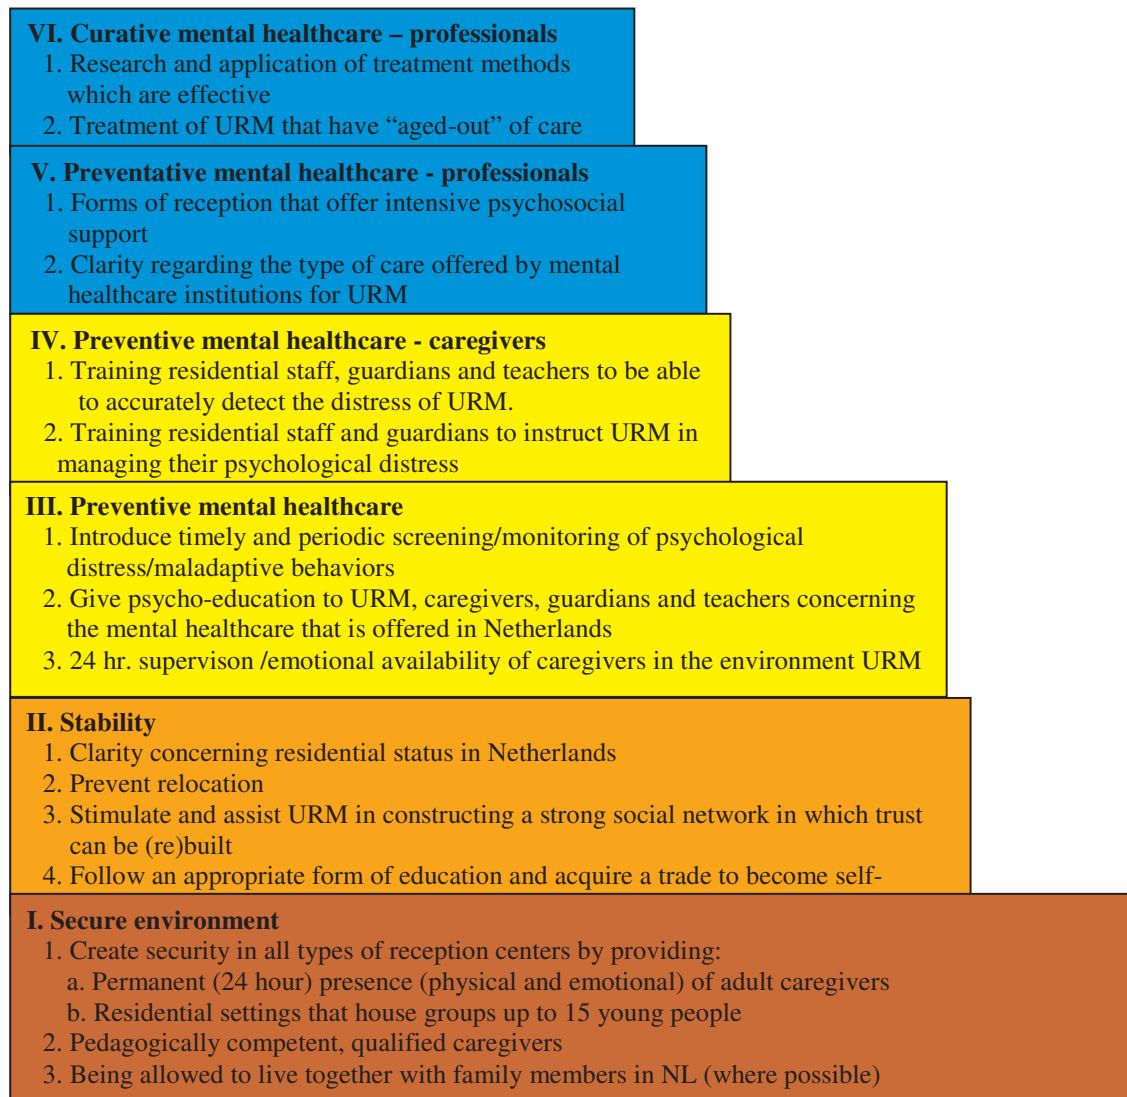 VI. Curative mental healthcare – professionals
1. Research and application of treatment methods
which are effective
2. Treatment of URM that have “aged-out” of care
V. Preventative mental healthcare - professionals
1. Forms of reception that offer intensive psychosocial
support
2. Clarity regarding the type of care offered by mental
healthcare institutions for URM
IV. Preventive mental healthcare - caregivers
1. Training residential staff, guardians and teachers to be able
to accurately detect the distress of URM.
2. Training residential staff and guardians to instruct URM in
managing their psychological distress
III. Preventive mental healthcare
1. Introduce timely and periodic screening/monitoring of psychological
distress/maladaptive behaviors
2. Give psycho-education to URM, caregivers, guardians and teachers concerning
the mental healthcare that is offered in Netherlands
3. 24 hr. supervison /emotional availability of caregivers in the environment URM
II. Stability
1. Clarity concerning residential status in Netherlands
2. Prevent relocation
3. Stimulate and assist URM in constructing a strong social network in which trust
can be (re)built
4. Follow an appropriate form of education and acquire a trade to become self-
I. Secure environment
1. Create security in all types of reception centers by providing:
a. Permanent (24 hour) presence (physical and emotional) of adult caregivers
b. Residential settings that house groups up to 15 young people
2. Pedagogically competent, qualified caregivers
3. Being allowed to live together with family members in NL (where possible)